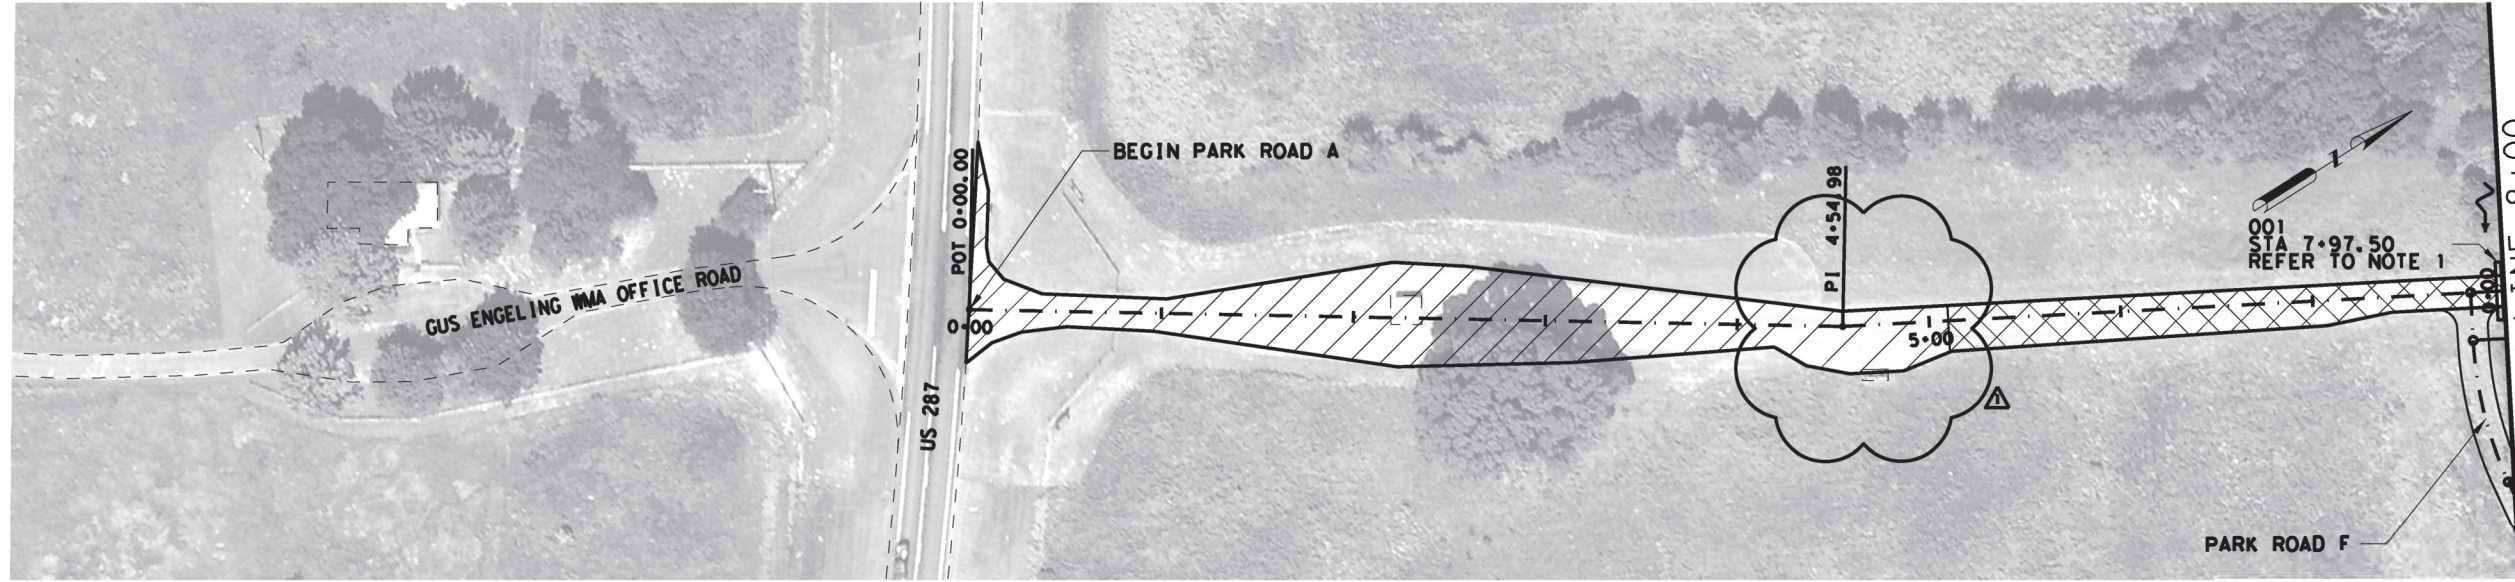 BEGIN PARK ROAD A
POT 0+00.00
0+00
GUS ENGELING WMA OFFICE ROAD
US 287
PI 4+54.98
5+00
1
001
STA 7+97.50
REFER TO NOTE 1
PARK ROAD F